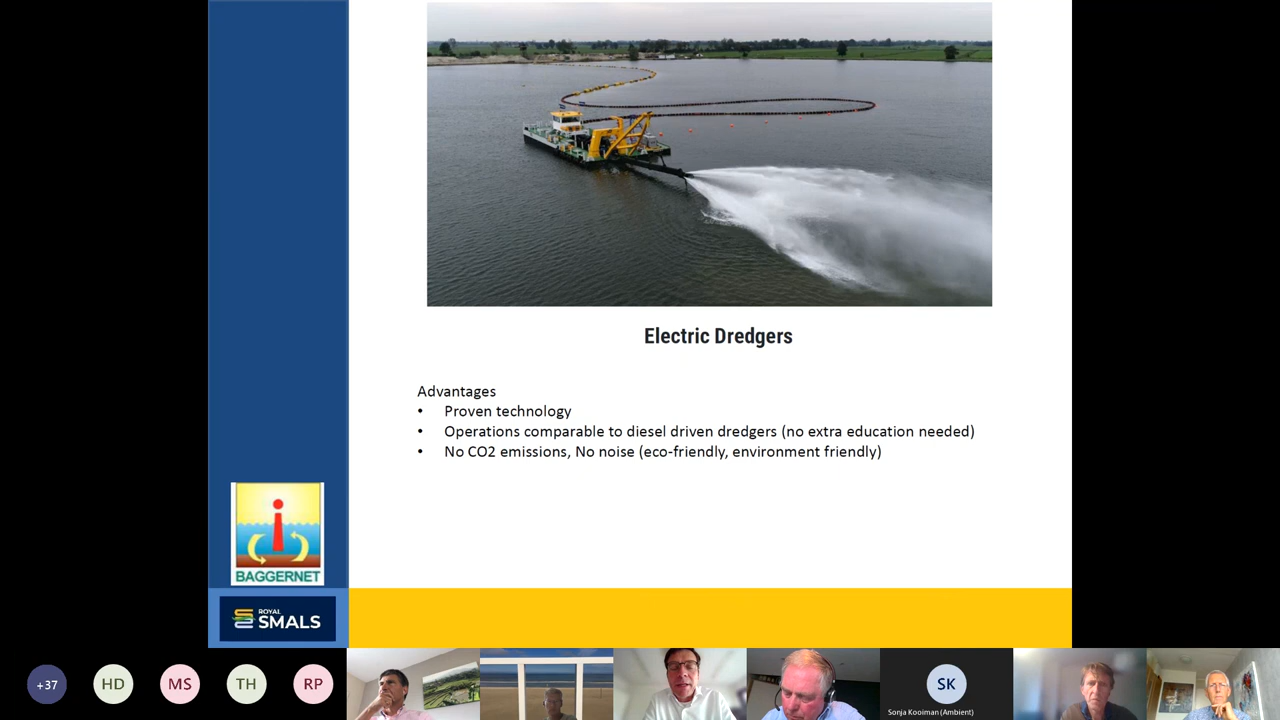 Electric Dredgers
Advantages
• Proven technology
• Operations comparable to diesel driven dredgers (no extra education needed)
• No CO2 emissions, No noise (eco-friendly, environment friendly)
BAGGERNET
ROYAL
SMALS
+37
HD
MS
TH
RP
SK
Sonja Kooiman (Ambient)